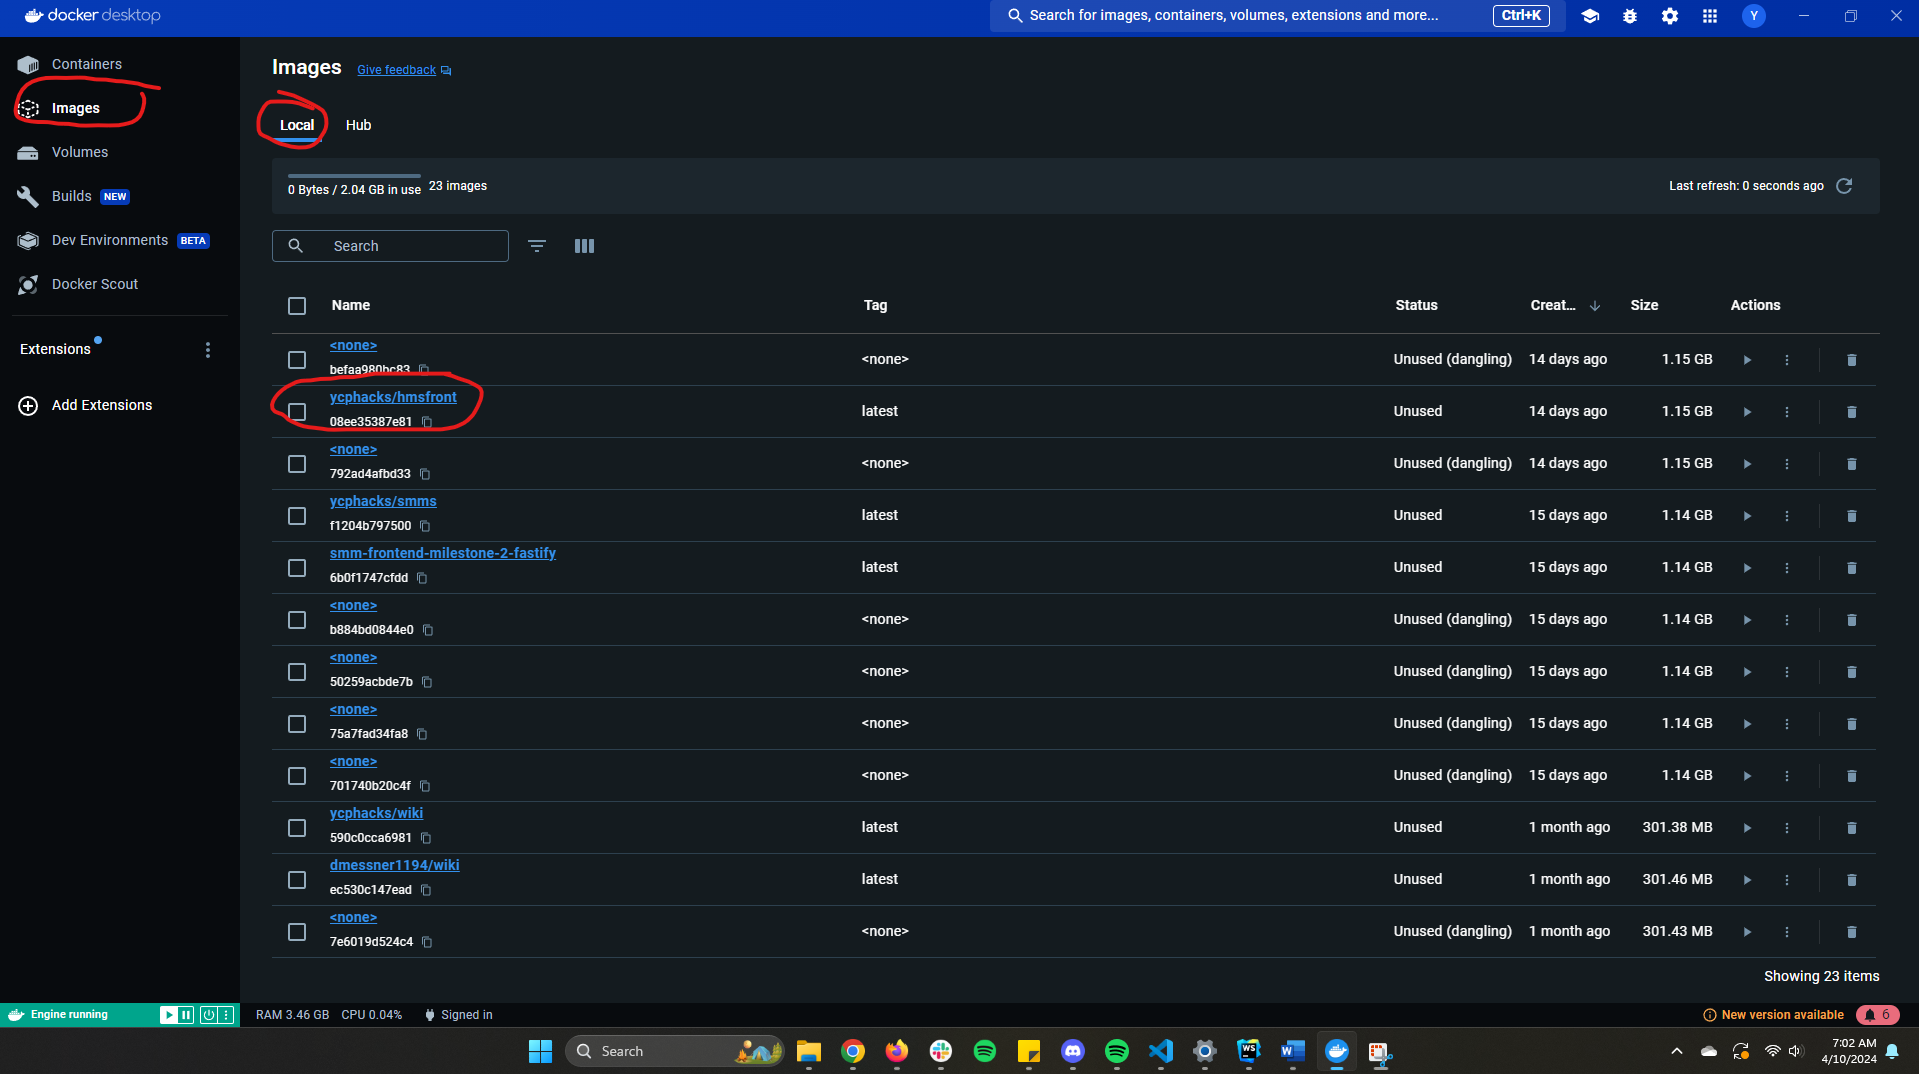 docker desktop
Search for images, containers, volumes, extensions and more...
Ctrl+K
Y
Containers
Images
Volumes
Builds NEW
Dev Environments BETA
Docker Scout
Extensions
Add Extensions
Images Give feedback
Local Hub
0 Bytes / 2.04 GB in use 23 images
Last refresh: 0 seconds ago
Search
Name Tag Status Creat... Size Actions
<none>
befaa980bc83
<none> Unused (dangling) 14 days ago 1.15 GB
ycphacks/hmsfront
08ee35387e81
latest Unused 14 days ago 1.15 GB
<none>
792ad4afbd33
<none> Unused (dangling) 14 days ago 1.15 GB
ycphacks/smms
f1204b797500
latest Unused 15 days ago 1.14 GB
smm-frontend-milestone-2-fastify
6b0f1747cfdd
latest Unused 15 days ago 1.14 GB
<none>
b884bd0844e0
<none> Unused (dangling) 15 days ago 1.14 GB
<none>
50259acbde7b
<none> Unused (dangling) 15 days ago 1.14 GB
<none>
75a7fad34fa8
<none> Unused (dangling) 15 days ago 1.14 GB
<none>
701740b20c4f
<none> Unused (dangling) 15 days ago 1.14 GB
ycphacks/wiki
590c0cca6981
latest Unused 1 month ago 301.38 MB
dmessner1194/wiki
ec530c147ead
latest Unused 1 month ago 301.46 MB
<none>
7e6019d524c4
<none> Unused (dangling) 1 month ago 301.43 MB
Showing 23 items
Engine running
RAM 3.46 GB CPU 0.04% Signed in
New version available 6
Search
WS
W
7:02 AM
4/10/2024